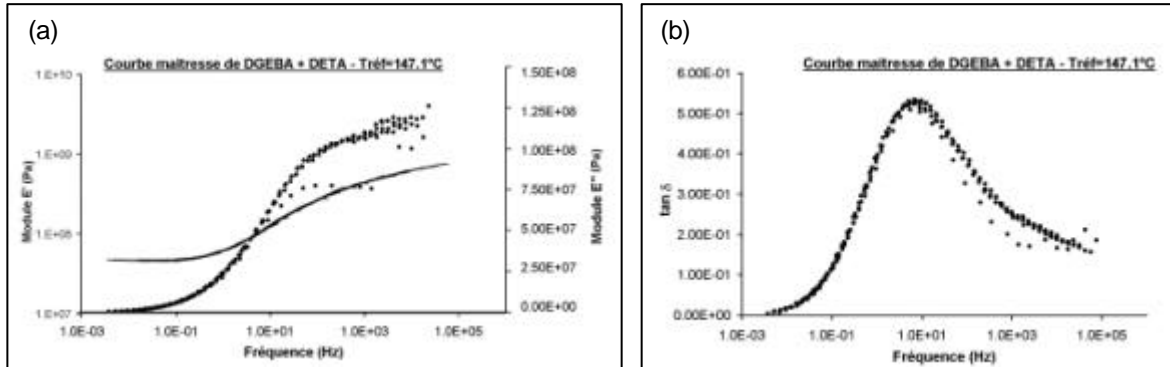 (a)
Courbe maîtresse de DGEBA + DETA - Tréf=147.1°C
1.E+10
1.E+09
1.E+08
1.E+07
Module E' (Pa)
1.50E+08
1.25E+08
1.00E+08
7.50E+07
5.00E+07
2.50E+07
0.00E+00
Module E'' (Pa)
1.0E-03
1.0E-01
1.0E+01
1.0E+03
1.0E+05
Fréquence (Hz)
(b)
Courbe maîtresse de DGEBA + DETA - Tréf=147.1°C
6.00E-01
5.00E-01
4.00E-01
3.00E-01
2.00E-01
1.00E-01
0.00E+00
tan δ
1.0E-03
1.0E-01
1.0E+01
1.0E+03
1.0E+05
Fréquence (Hz)